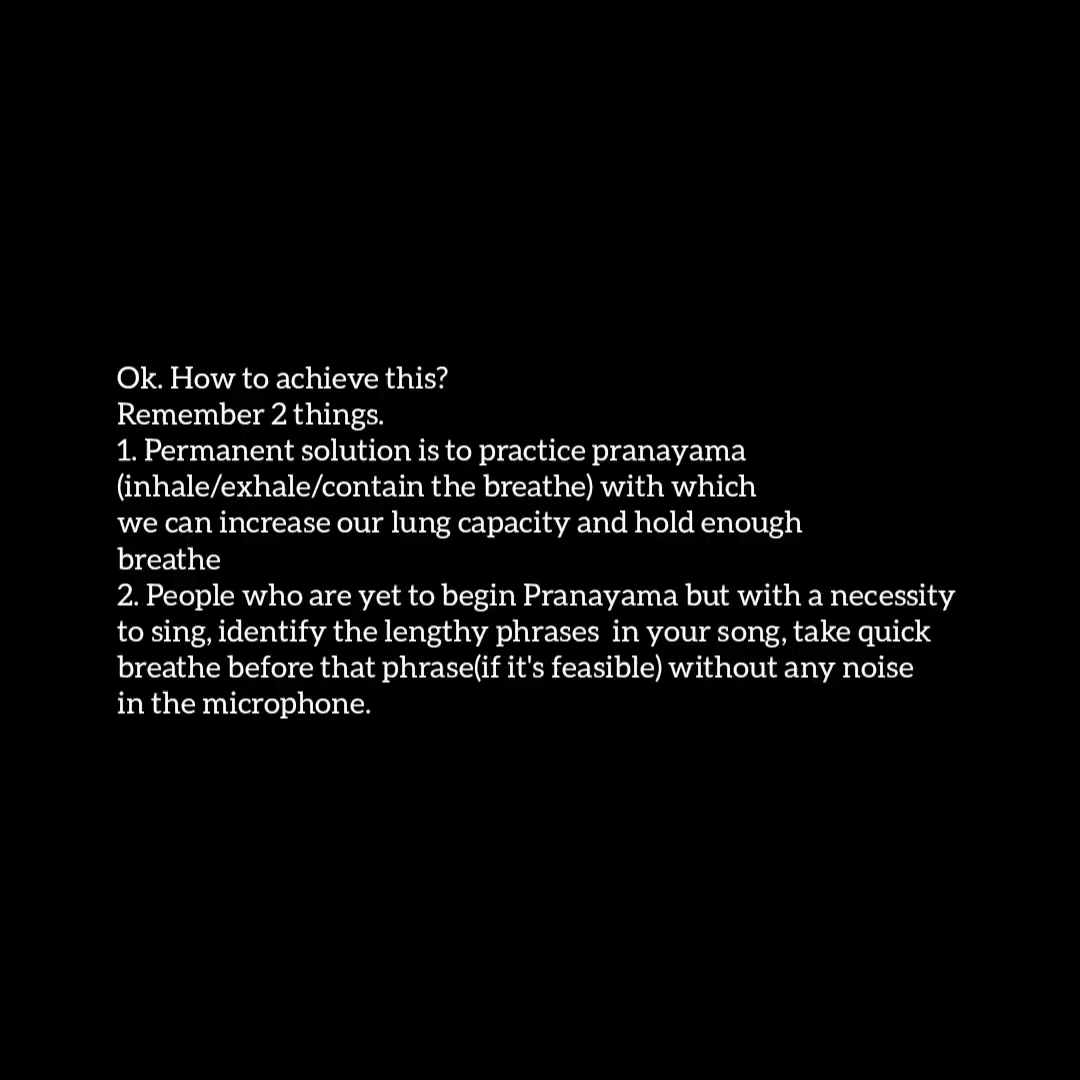 Ok. How to achieve this?
Remember 2 things.
1. Permanent solution is to practice pranayama
(inhale/exhale/contain the breathe) with which
we can increase our lung capacity and hold enough
breathe
2. People who are yet to begin Pranayama but with a necessity
to sing, identify the lengthy phrases  in your song, take quick
breathe before that phrase(if it's feasible) without any noise
in the microphone.